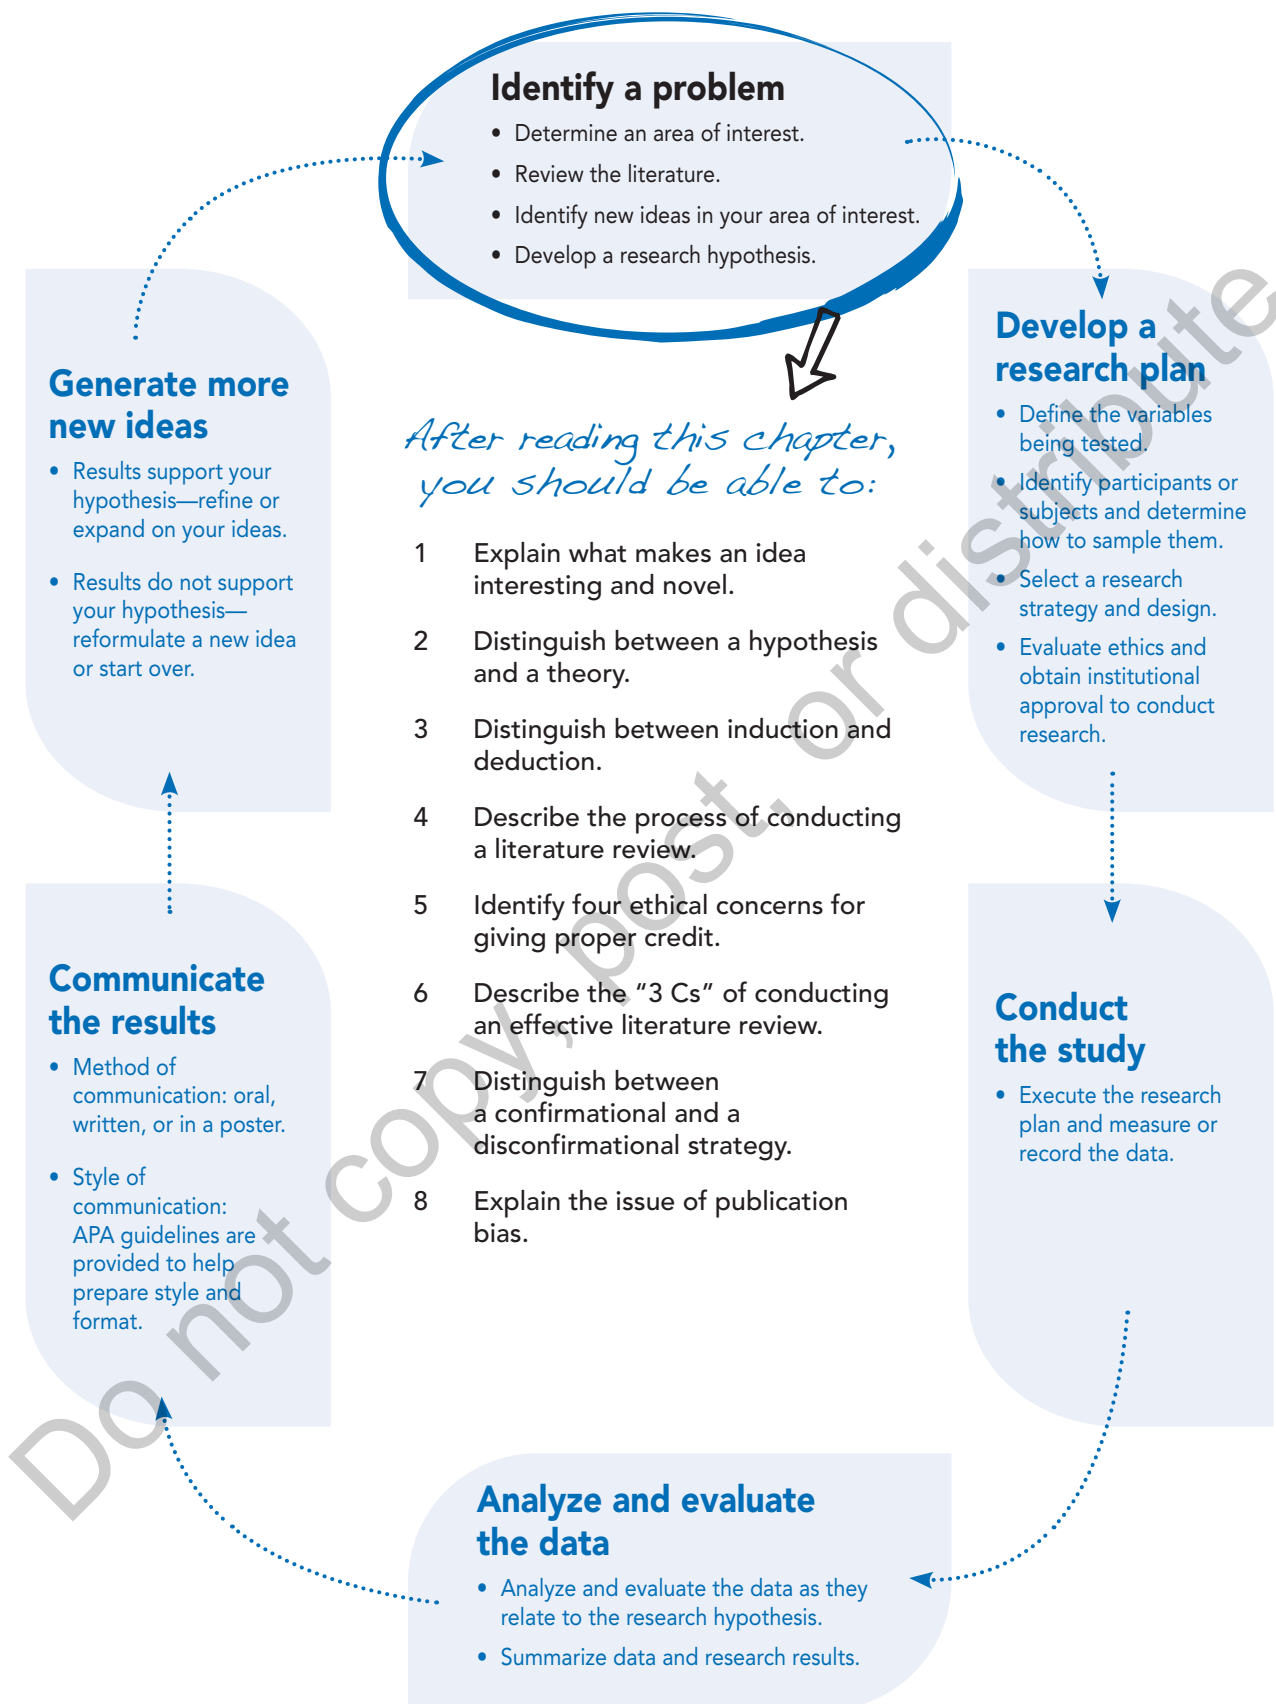 Identify a problem
• Determine an area of interest.
• Review the literature.
• Identify new ideas in your area of interest.
• Develop a research hypothesis.
Develop a
research plan
• Define the variables
being tested.
• Identify participants or
subjects and determine
how to sample them.
• Select a research
strategy and design.
• Evaluate ethics and
obtain institutional
approval to conduct
research.
Conduct
the study
• Execute the research
plan and measure or
record the data.
Analyze and evaluate
the data
• Analyze and evaluate the data as they
relate to the research hypothesis.
• Summarize data and research results.
Communicate
the results
• Method of
communication: oral,
written, or in a poster.
• Style of
communication:
APA guidelines are
provided to help
prepare style and
format.
Generate more
new ideas
• Results support your
hypothesis—refine or
expand on your ideas.
• Results do not support
your hypothesis—
reformulate a new idea
or start over.
After reading this chapter,
you should be able to:
1 Explain what makes an idea
interesting and novel.
2 Distinguish between a hypothesis
and a theory.
3 Distinguish between induction and
deduction.
4 Describe the process of conducting
a literature review.
5 Identify four ethical concerns for
giving proper credit.
6 Describe the “3 Cs” of conducting
an effective literature review.
7 Distinguish between
a confirmational and a
disconfirmational strategy.
8 Explain the issue of publication
bias.
Do not copy, post, or distribute